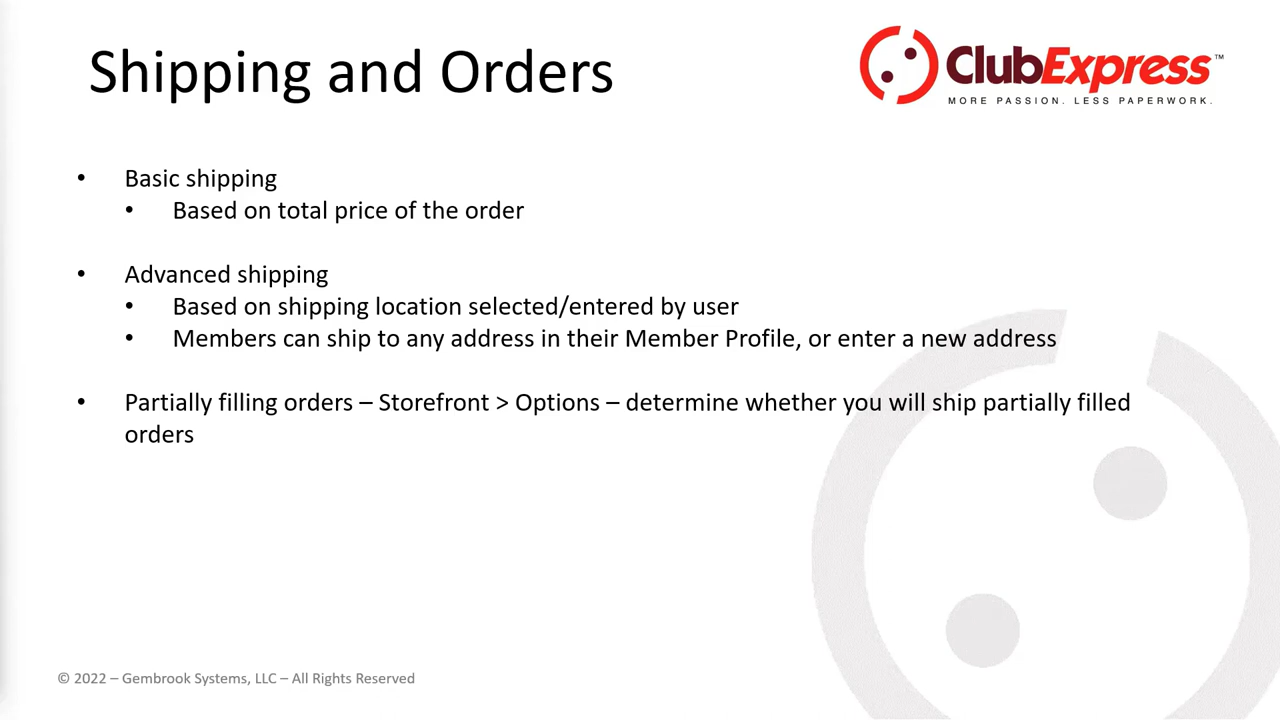 Shipping and Orders
ClubExpress™
MORE PASSION. LESS PAPERWORK.
• Basic shipping
• Based on total price of the order
• Advanced shipping
• Based on shipping location selected/entered by user
• Members can ship to any address in their Member Profile, or enter a new address
• Partially filling orders – Storefront > Options – determine whether you will ship partially filled
orders
© 2022 – Gembrook Systems, LLC – All Rights Reserved